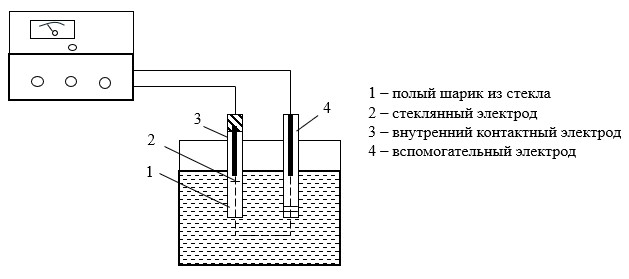 1 – полый шарик из стекла
2 – стеклянный электрод
3 – внутренний контактный электрод
4 – вспомогательный электрод
4
3
2
1